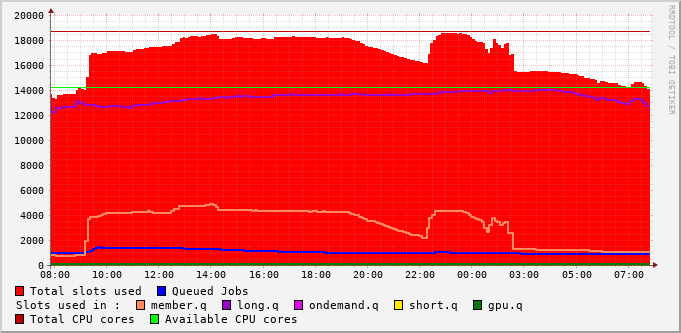 20000
18000
16000
14000
12000
10000
8000
6000
4000
2000
0
08:00 10:00 12:00 14:00 16:00 18:00 20:00 22:00 00:00 03:00 05:00 07:00
RRDTOOL / TOBI OETIKER
Total slots used Queued Jobs
Slots used in : member.q long.q ondemand.q short.q gpu.q
Total CPU cores Available CPU cores